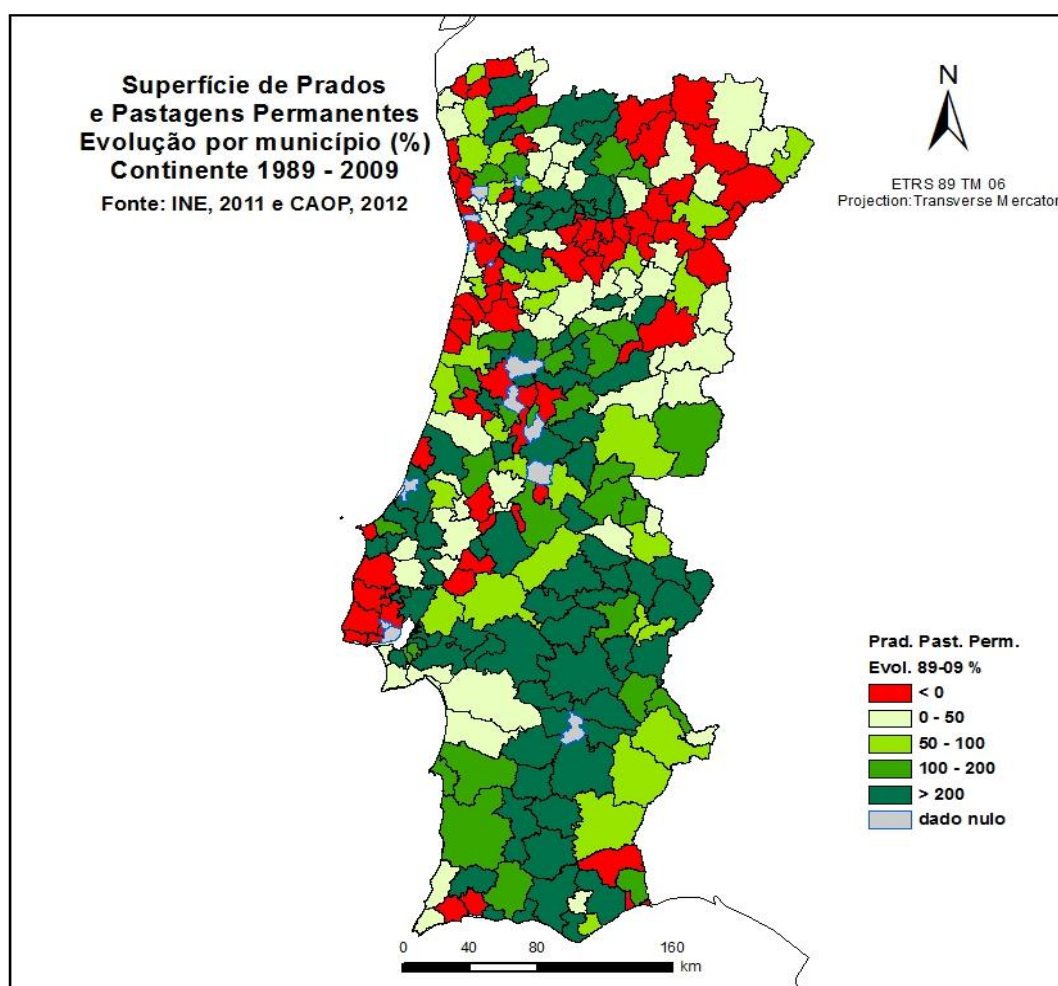 Superfície de Prados
e Pastagens Permanentes
Evolução por município (%)
Continente 1989 - 2009
Fonte: INE, 2011 e CAOP, 2012
N
ETRS 89 TM 06
Projection:Transverse Mercator
Prad. Past. Perm.
Evol. 89-09 %
< 0
0 - 50
50 - 100
100 - 200
> 200
dado nulo
0 40 80 160
km